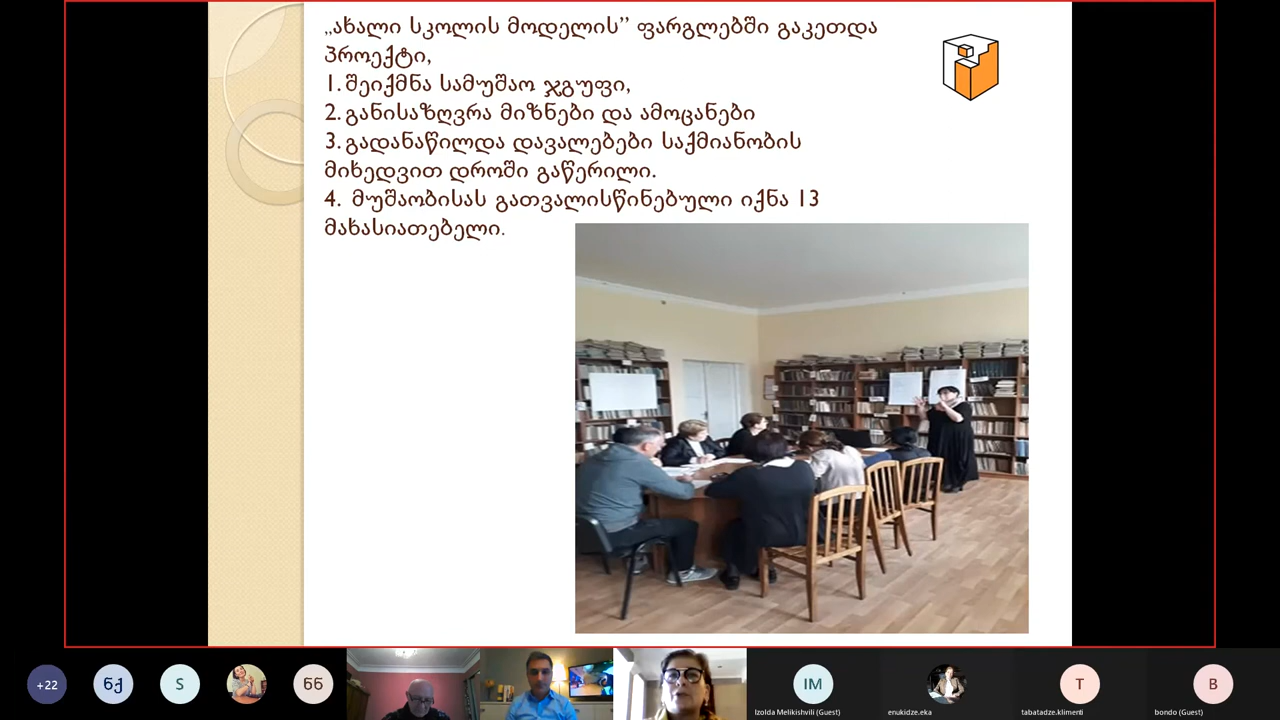 „ახალი სკოლის მოდელის’’ ფარგლებში გაკეთდა
პროექტი,
1. შეიქმნა სამუშაო ჯგუფი,
2. განისაზღვრა მიზნები და ამოცანები
3. გადანაწილდა დავალებები საქმიანობის
მიხედვით დროში გაწერილი.
4. მუშაობისას გათვალისწინებული იქნა 13
მახასიათებელი.
+22
ნქ
S
ნნ
IM
T
B
Izolda Melikishvili (Guest)
enukidze.eka
tabatadze.klimenti
bondo (Guest)